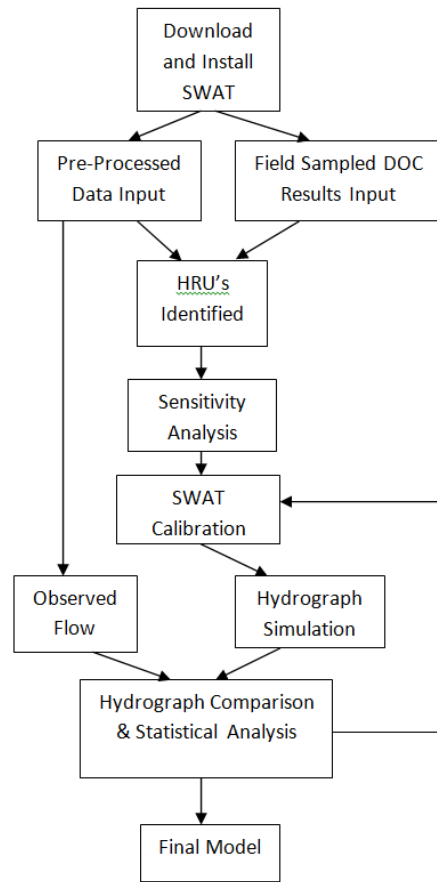 Download
and Install
SWAT
Pre-Processed
Data Input
Field Sampled DOC
Results Input
HRU's
Identified
Sensitivity
Analysis
SWAT
Calibration
Observed
Flow
Hydrograph
Simulation
Hydrograph Comparison
& Statistical Analysis
Final Model